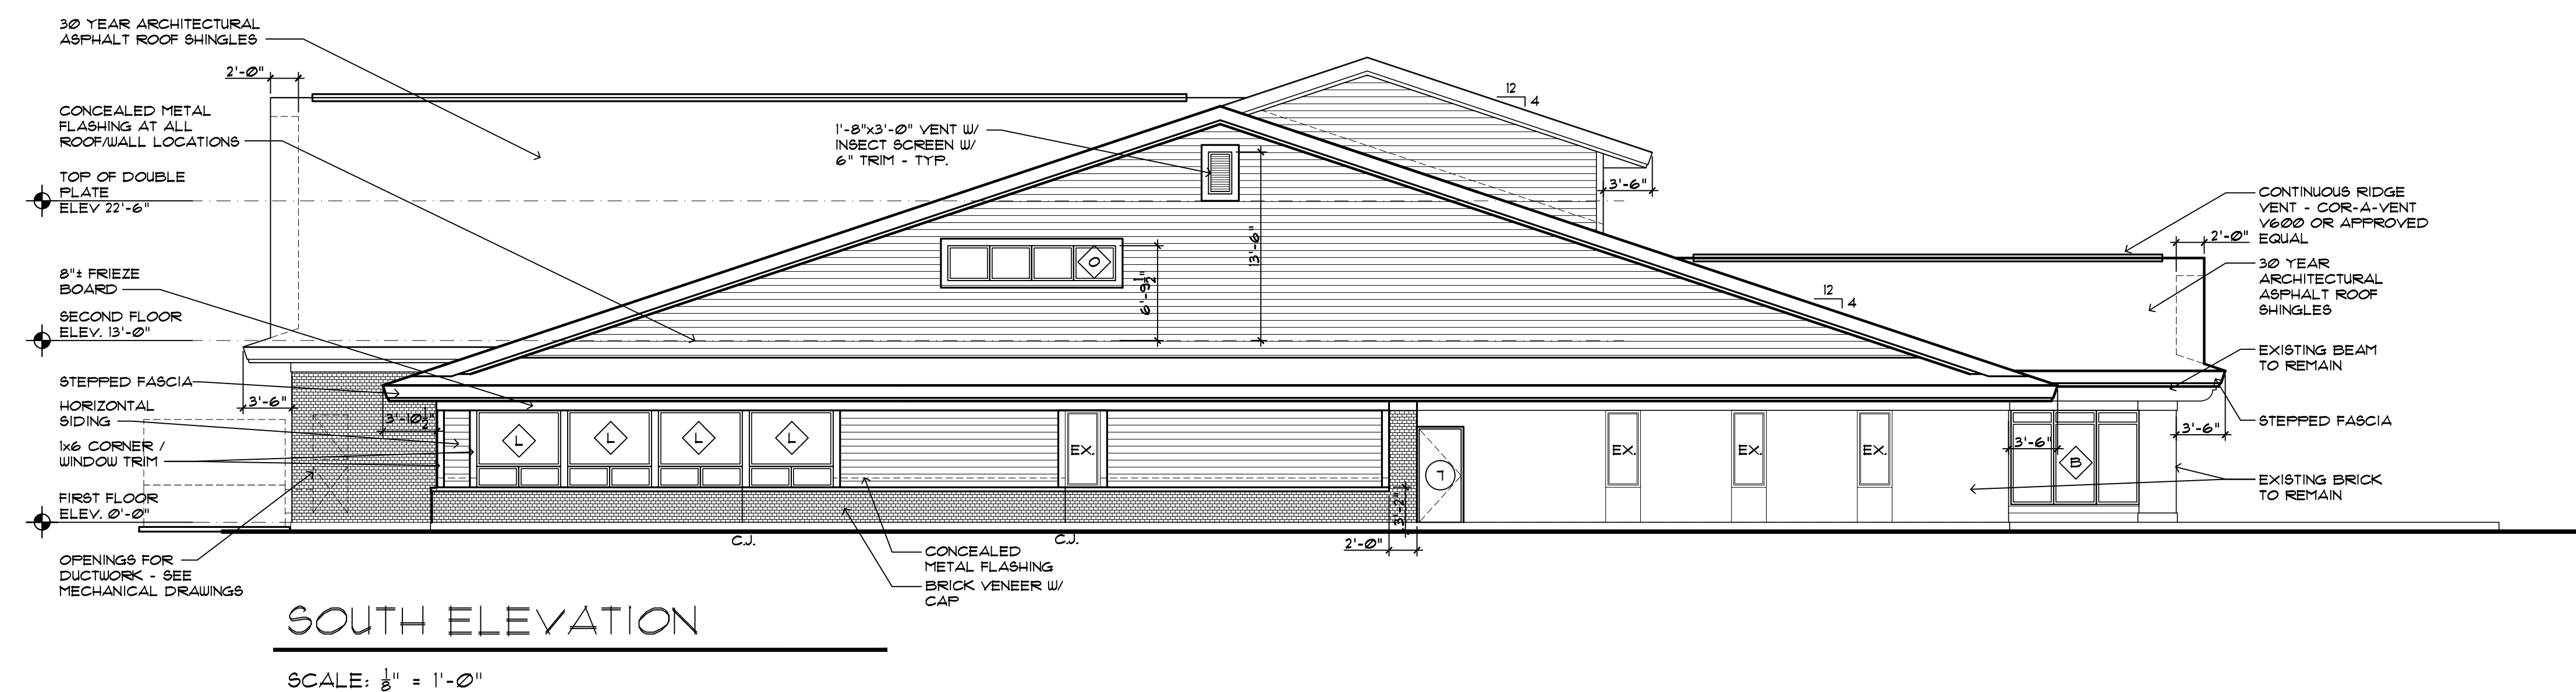 30 YEAR ARCHITECTURAL
ASPHALT ROOF SHINGLES
2'-0"
CONCEALED METAL
FLASHING AT ALL
ROOF/WALL LOCATIONS
TOP OF DOUBLE
PLATE
ELEV 22'-6"
8"± FRIEZE
BOARD
SECOND FLOOR
ELEV. 13'-0"
STEPPED FASCIA
HORIZONTAL
SIDING
1x6 CORNER /
WINDOW TRIM
FIRST FLOOR
ELEV. 0'-0"
OPENINGS FOR
DUCTWORK - SEE
MECHANICAL DRAWINGS
3'-6"
3'-10 1/2"
1'-8"x3'-0" VENT W/
INSECT SCREEN W/
6" TRIM - TYP.
12
4
3'-6"
O
6'-9 1/2"
13'-6"
12
4
L
L
L
L
EX.
7
EX.
EX.
EX.
B
3'-6"
3'-6"
3'-2"
2'-0"
C.J.
C.J.
CONCEALED
METAL FLASHING
BRICK VENEER W/
CAP
CONTINUOUS RIDGE
VENT - COR-A-VENT
V600 OR APPROVED
EQUAL
2'-0"
30 YEAR
ARCHITECTURAL
ASPHALT ROOF
SHINGLES
EXISTING BEAM
TO REMAIN
STEPPED FASCIA
EXISTING BRICK
TO REMAIN
SOUTH ELEVATION
SCALE: 1/8" = 1'-0"